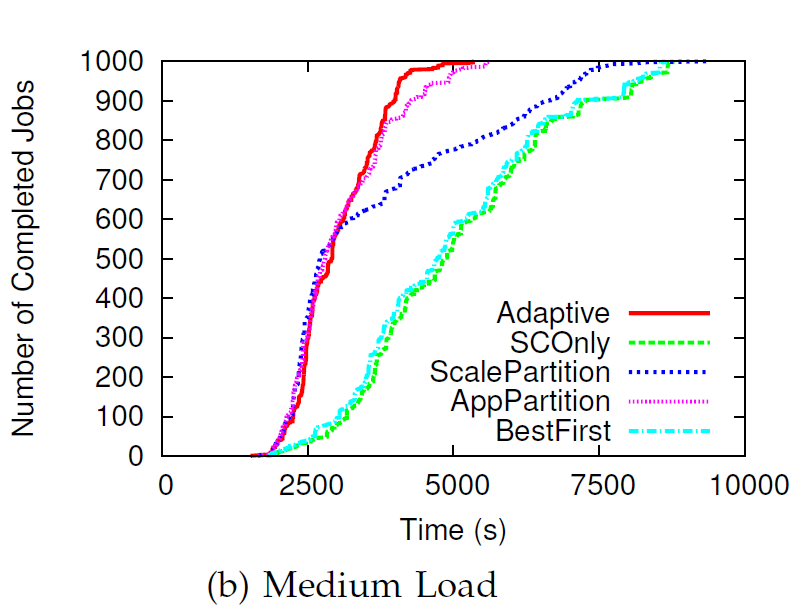 1000
900
800
700
600
500
400
300
200
100
0
Number of Completed Jobs
Adaptive
SCOnly
ScalePartition
AppPartition
BestFirst
0 2500 5000 7500 10000
Time (s)
(b) Medium Load